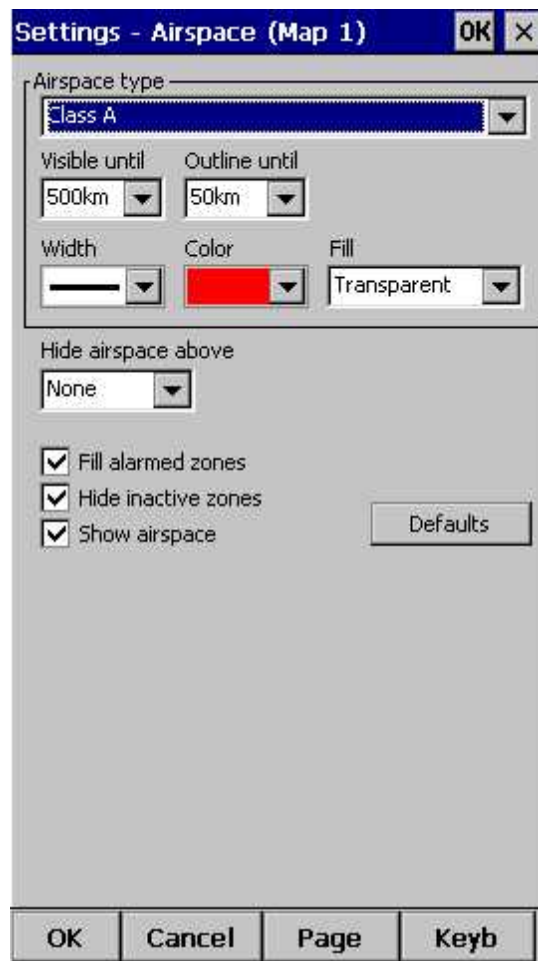 Settings - Airspace (Map 1) OK ×
Airspace type
Class A
Visible until Outline until
500km 50km
Width Color Fill
Transparent
Hide airspace above
None
Fill alarmed zones
Hide inactive zones
Show airspace
Defaults
OK Cancel Page Keyb